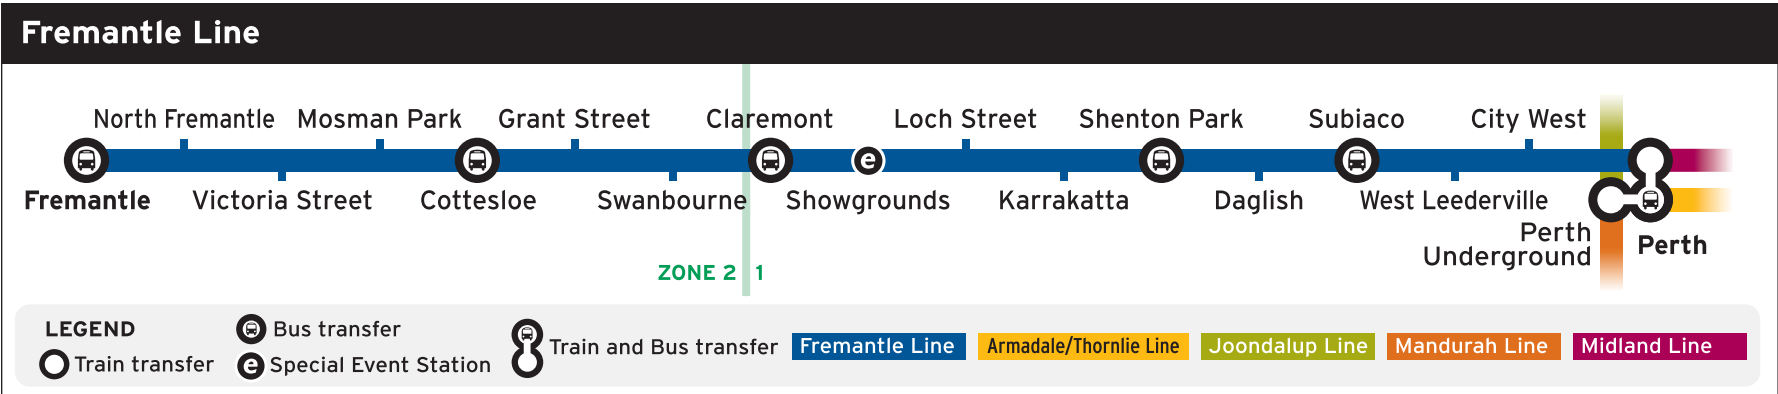 Fremantle Line
North Fremantle Mosman Park Grant Street Claremont Loch Street Shenton Park Subiaco City West
e
Fremantle Victoria Street Cottesloe Swanbourne Showgrounds Karrakatta Daglish West Leederville
Perth
Underground
Perth
ZONE 2 1
LEGEND
Train transfer
Bus transfer
e Special Event Station
Train and Bus transfer
Fremantle Line
Armadale/Thornlie Line
Joondalup Line
Mandurah Line
Midland Line